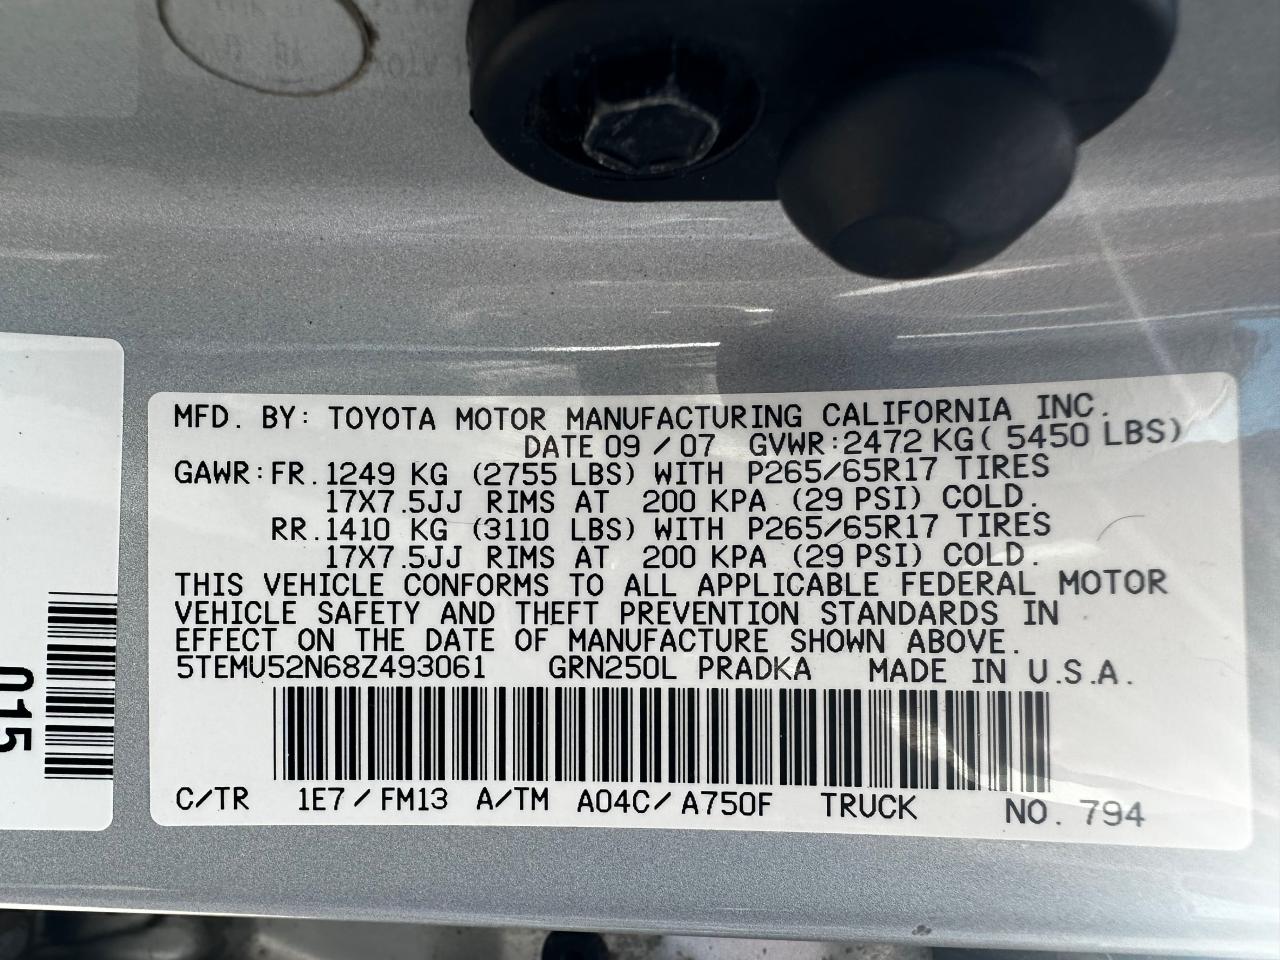 MFD. BY: TOYOTA MOTOR MANUFACTURING CALIFORNIA INC.
DATE 09 / 07 GVWR:2472 KG( 5450 LBS)
GAWR:FR.1249 KG (2755 LBS) WITH P265/65R17 TIRES
17X7.5JJ RIMS AT 200 KPA (29 PSI) COLD.
RR.1410 KG (3110 LBS) WITH P265/65R17 TIRES
17X7.5JJ RIMS AT 200 KPA (29 PSI) COLD.
THIS VEHICLE CONFORMS TO ALL APPLICABLE FEDERAL MOTOR
VEHICLE SAFETY AND THEFT PREVENTION STANDARDS IN
EFFECT ON THE DATE OF MANUFACTURE SHOWN ABOVE.
5TEMU52N68Z493061 GRN250L PRADKA MADE IN U.S.A.
C/TR 1E7 / FM13 A/TM A04C/ A750F TRUCK NO. 794
015